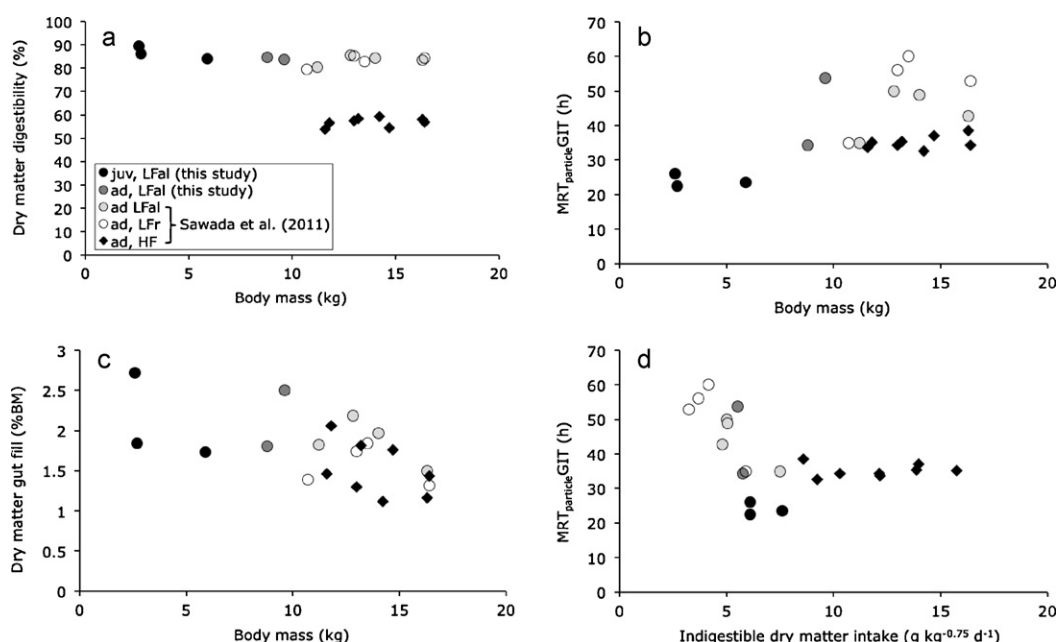 a
Dry matter digestibility (%)
100
90
80
70
60
50
40
30
20
10
0
juv, LFal (this study)
ad, LFal (this study)
ad LFal
ad, LFr
ad, HF
Sawada et al. (2011)
0 5 10 15 20
Body mass (kg)
b
MRTparticleGIT (h)
70
60
50
40
30
20
10
0
0 5 10 15 20
Body mass (kg)
c
Dry matter gut fill (%BM)
3
2.5
2
1.5
1
0.5
0
0 5 10 15 20
Body mass (kg)
d
MRTparticleGIT (h)
70
60
50
40
30
20
10
0
0 5 10 15 20
Indigestible dry matter intake (g kg-0.75 d-1)